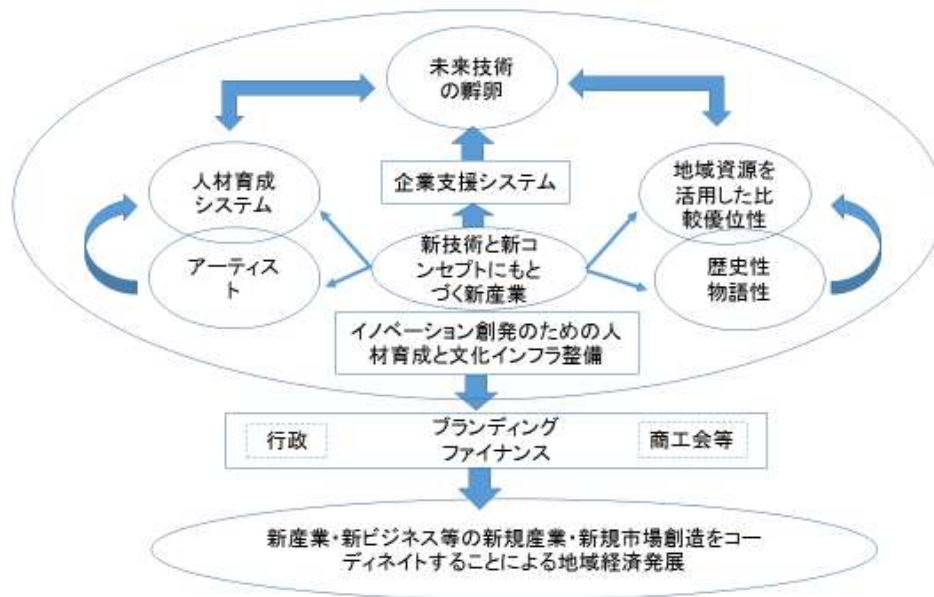 未来技術
の孵卵
人材育成
システム
企業支援システム
地域資源を
活用した比
較優位性
アーティス
ト
新技術と新コ
ンセプトにもと
づく新産業
歴史性
物語性
イノベーション創発のための人
材育成と文化インフラ整備
行政
ブランディング
ファイナンス
商工会等
新産業・新ビジネス等の新規産業・新規市場創造をコー
ディネイトすることによる地域経済発展